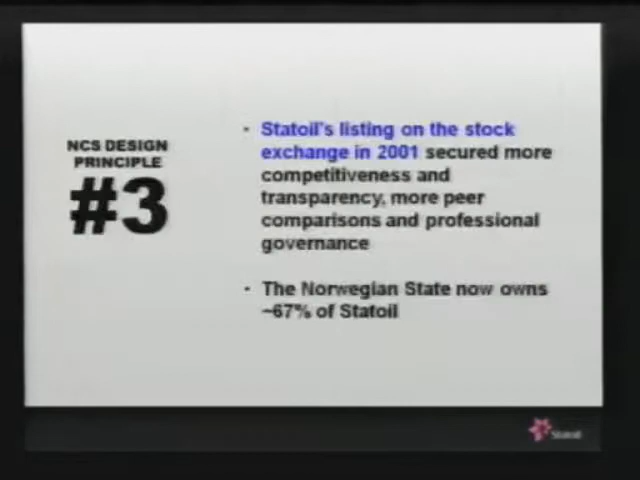 NCS DESIGN
PRINCIPLE
#3
• Statoil's listing on the stock
exchange in 2001 secured more
competitiveness and
transparency, more peer
comparisons and professional
governance
• The Norwegian State now owns
~67% of Statoil
Statoil